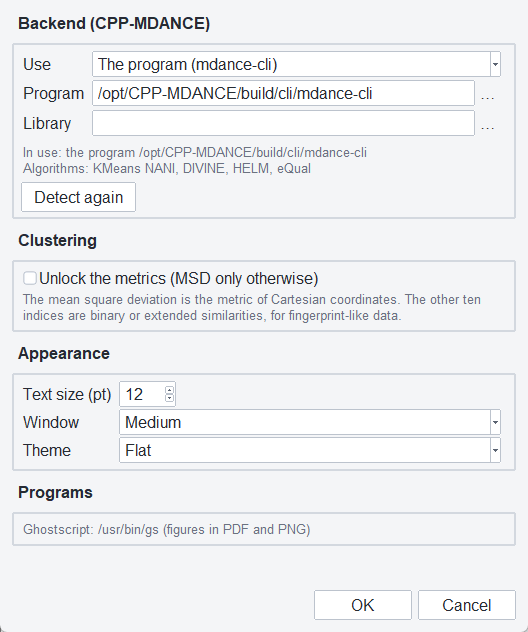 Backend (CPP-MDANCE)
Use
The program (mdance-cli)
Program
/opt/CPP-MDANCE/build/cli/mdance-cli
...
Library
...
In use: the program /opt/CPP-MDANCE/build/cli/mdance-cli
Algorithms: KMeans NANI, DIVINE, HELM, eQual
Detect again
Clustering
Unlock the metrics (MSD only otherwise)
The mean square deviation is the metric of Cartesian coordinates. The other ten
indices are binary or extended similarities, for fingerprint-like data.
Appearance
Text size (pt)
12
Window
Medium
Theme
Flat
Programs
Ghostscript: /usr/bin/gs (figures in PDF and PNG)
OK
Cancel